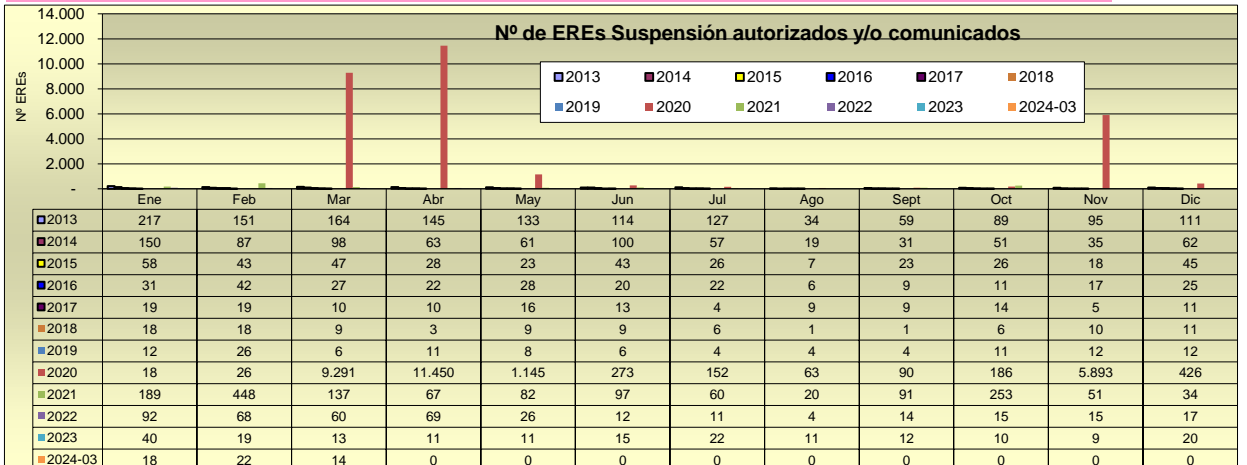 14.000
Nº de EREs Suspensión autorizados y/o comunicados
12.000
10.000
8.000
6.000
4.000
2.000
-
Nº EREs
2013 2014 2015 2016 2017 2018
2019 2020 2021 2022 2023 2024-03
Ene Feb Mar Abr May Jun Jul Ago Sept Oct Nov Dic
2013 217 151 164 145 133 114 127 34 59 89 95 111
2014 150 87 98 63 61 100 57 19 31 51 35 62
2015 58 43 47 28 23 43 26 7 23 26 18 45
2016 31 42 27 22 28 20 22 6 9 11 17 25
2017 19 19 10 10 16 13 4 9 9 14 5 11
2018 18 18 9 3 9 9 6 1 1 6 10 11
2019 12 26 6 11 8 6 4 4 4 11 12 12
2020 18 26 9.291 11.450 1.145 273 152 63 90 186 5.893 426
2021 189 448 137 67 82 97 60 20 91 253 51 34
2022 92 68 60 69 26 12 11 4 14 15 15 17
2023 40 19 13 11 11 15 22 11 12 10 9 20
2024-03 18 22 14 0 0 0 0 0 0 0 0 0